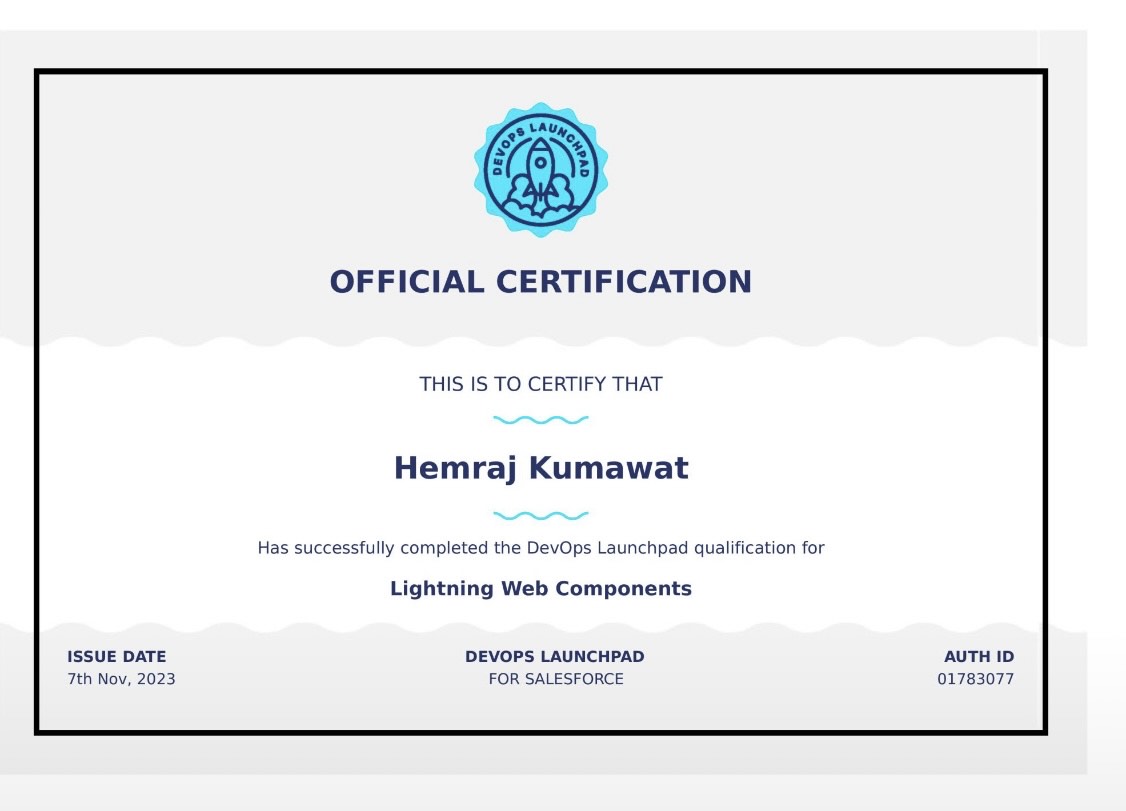 DEVOPS LAUNCHPAD
OFFICIAL CERTIFICATION
THIS IS TO CERTIFY THAT
Hemraj Kumawat
Has successfully completed the DevOps Launchpad qualification for
Lightning Web Components
ISSUE DATE
7th Nov, 2023
DEVOPS LAUNCHPAD
FOR SALESFORCE
AUTH ID
01783077